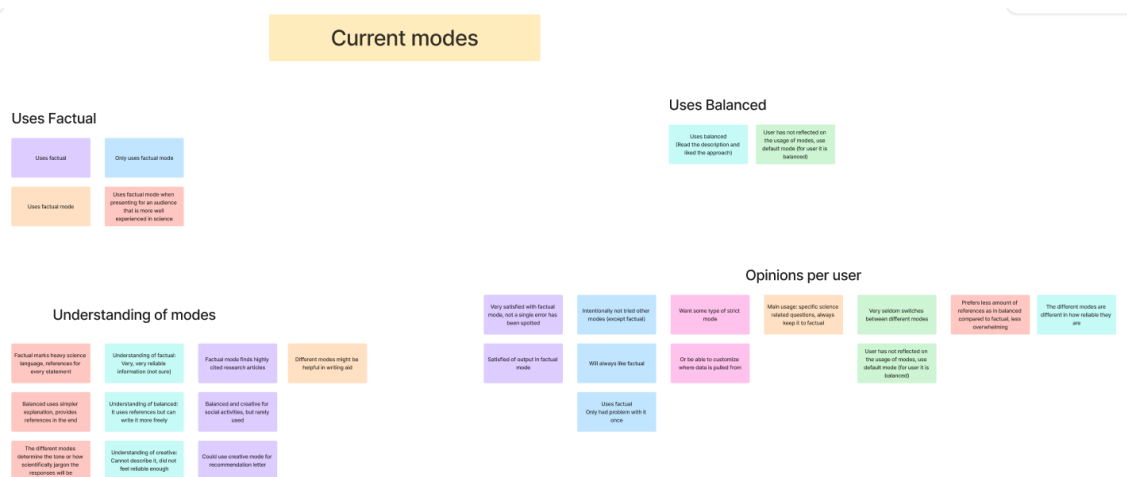 Current modes
Uses Factual
Uses factual
Only uses factual mode
Uses factual mode
Uses factual mode when
presenting for an audience
that is more well
experienced in science
Uses Balanced
Uses balanced
(Read the description and
liked the approach)
User has not reflected on
the usage of modes, use
default mode (for user it is
balanced)
Understanding of modes
Factual marks heavy science
language, references for
every statement
Understanding of factual:
Very, very reliable
information (not sure)
Factual mode finds highly
cited research articles
Different modes might be
helpful in writing aid
Balanced uses simpler
explanation, provides
references in the end
Understanding of balanced:
It uses references but can
write it more freely
Balanced and creative for
social activities, but rarely
used
The different modes
determine the tone or how
scientifically jargon the
responses will be
Understanding of creative:
Cannot describe it, did not
feel reliable enough
Could use creative mode for
recommendation letter
Opinions per user
Very satisfied with factual
mode, not a single error has
been spotted
Intentionally not tried other
modes (except factual)
Want some type of strict
mode
Main usage: specific science
related questions, always
keep it to factual
Very seldom switches
between different modes
Prefers less amount of
references as in balanced
compared to factual, less
overwhelming
The different modes are
different in how reliable they
are
Satisfied of output in factual
mode
Will always like factual
Or be able to customize
where data is pulled from
User has not reflected on
the usage of modes, use
default mode (for user it is
balanced)
Uses factual
Only had problem with it
once